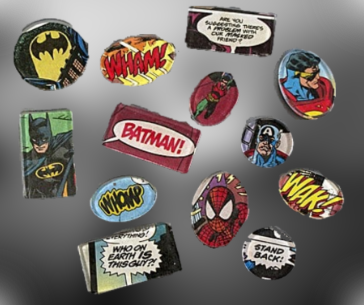 ARE YOU
SUGGESTING THERE'S
A PROBLEM WITH
OUR MASKED
FRIEND?
WHAM!
BATMAN!
WHOMP
WAK!
WHO ON
EARTH IS
THIS GUY?!
STAND
BACK!